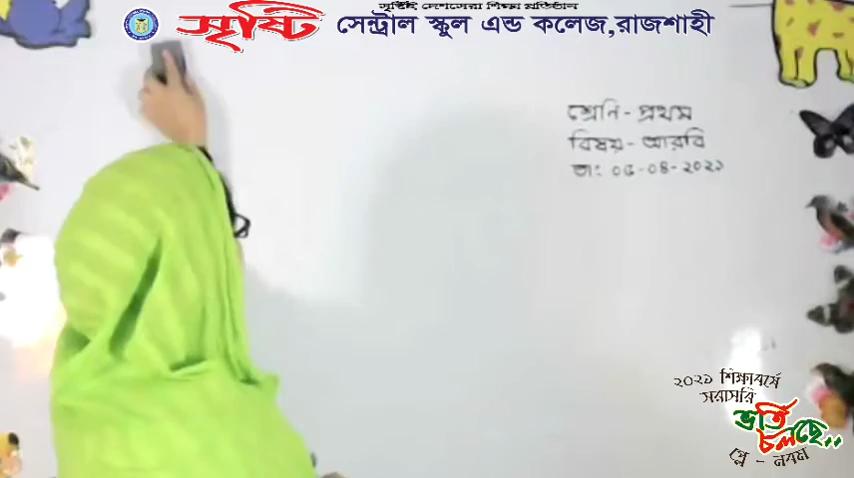 সৃষ্টিই দেশসেরা শিক্ষা প্রতিষ্ঠান
সৃষ্টি সেন্ট্রাল স্কুল এন্ড কলেজ,রাজশাহী
শ্রেনি - প্রথম
বিষয় - আরবি
তা: ০৫-০৪-২০২১
২০২১ শিক্ষাবর্ষে
সরাসরি
ভর্তি
চলছে..
প্লে - নবম